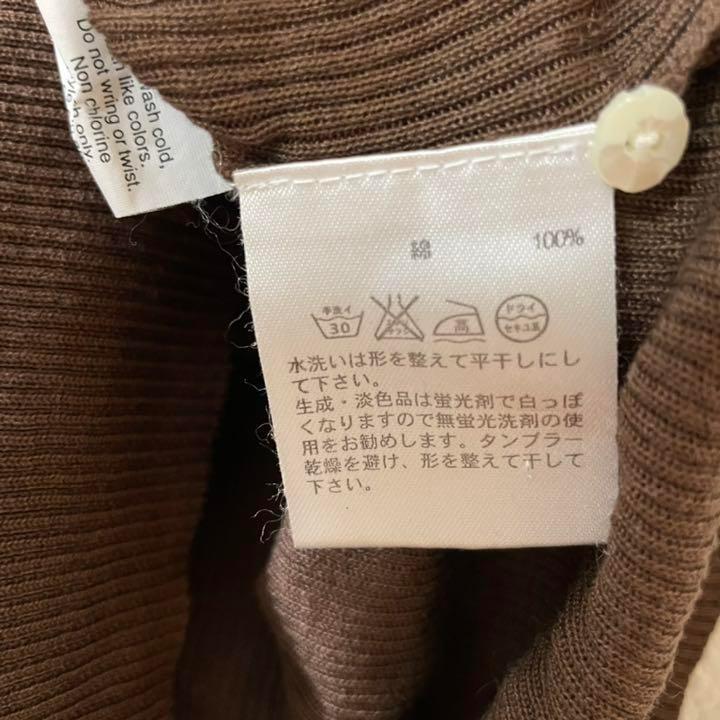 Wash cold,
like colors.
Do not wring or twist.
Non chlorine
only.
綿 100%
手洗イ 30 高 ドライ セキユ系
水洗いは形を整えて平干しにし
て下さい。
生成・淡色品は蛍光剤で白っぽ
くなりますので無蛍光洗剤の使
用をお勧めします。タンブラー
乾燥を避け、形を整えて干して
下さい。